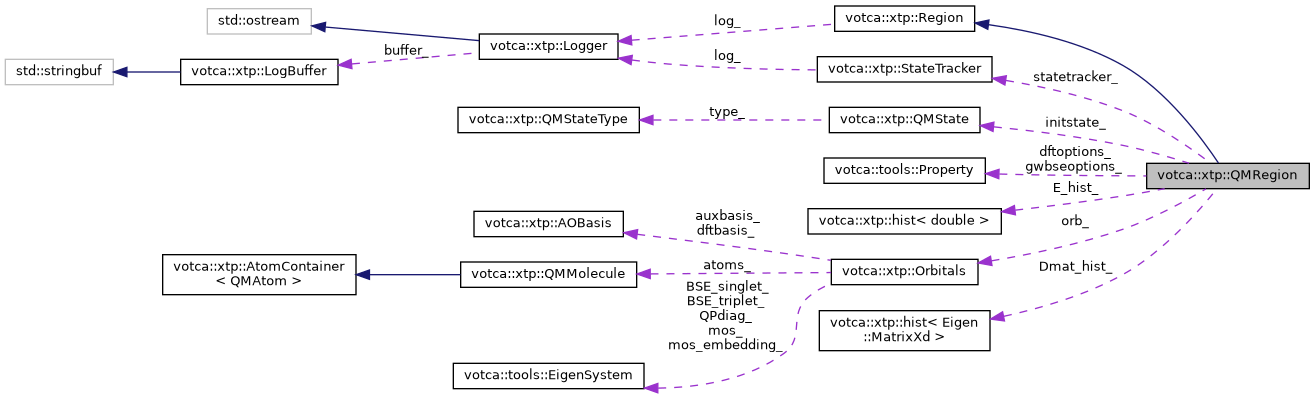 std::ostream
votca::xtp::Region
log_
votca::xtp::Logger
buffer_
std::stringbuf
votca::xtp::LogBuffer
log_
votca::xtp::StateTracker
statetracker_
votca::xtp::QMStateType
type_
votca::xtp::QMState
initstate_
votca::tools::Property
dftoptions_
gwbseoptions_
votca::xtp::QMRegion
votca::xtp::hist< double >
E_hist_
votca::xtp::AOBasis
auxbasis_
dftbasis_
orb_
votca::xtp::AtomContainer
< QMAtom >
votca::xtp::QMMolecule
atoms_
votca::xtp::Orbitals
Dmat_hist_
BSE_singlet_
BSE_triplet_
QPdiag_
mos_
mos_embedding_
votca::xtp::hist< Eigen
::MatrixXd >
votca::tools::EigenSystem